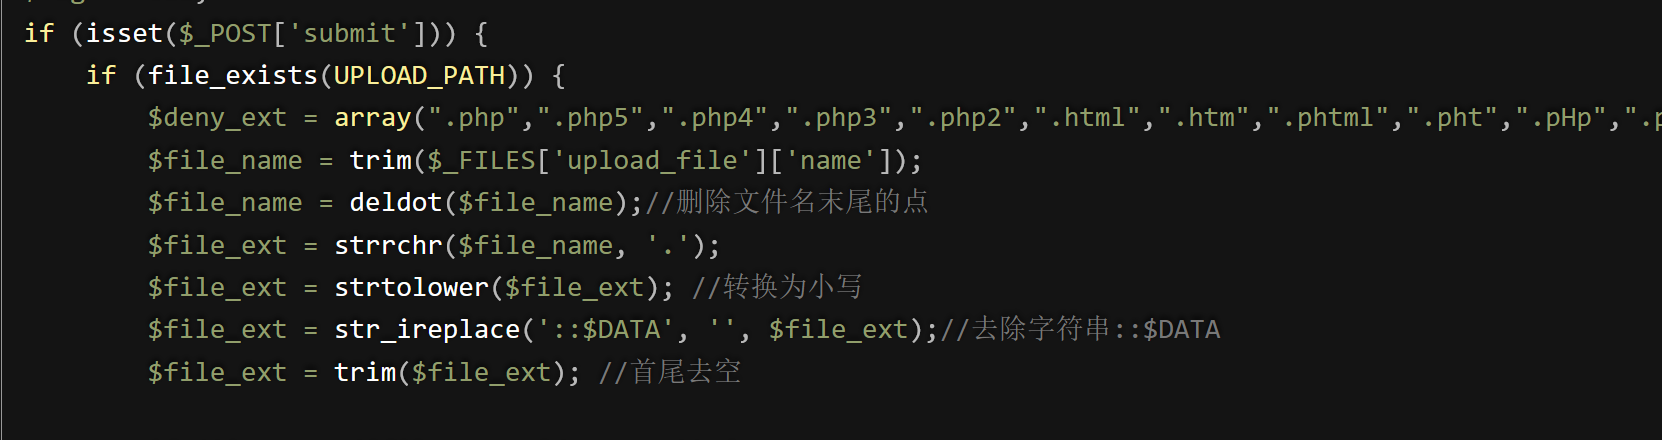 if (isset($_POST['submit'])) {
if (file_exists(UPLOAD_PATH)) {
$deny_ext = array(".php",".php5",".php4",".php3",".php2",".html",".htm",".phtml",".pht",".pHp",".p
$file_name = trim($_FILES['upload_file']['name']);
$file_name = deldot($file_name);//删除文件名末尾的点
$file_ext = strrchr($file_name, '.');
$file_ext = strtolower($file_ext); //转换为小写
$file_ext = str_ireplace('::$DATA', '', $file_ext);//去除字符串::$DATA
$file_ext = trim($file_ext); //首尾去空